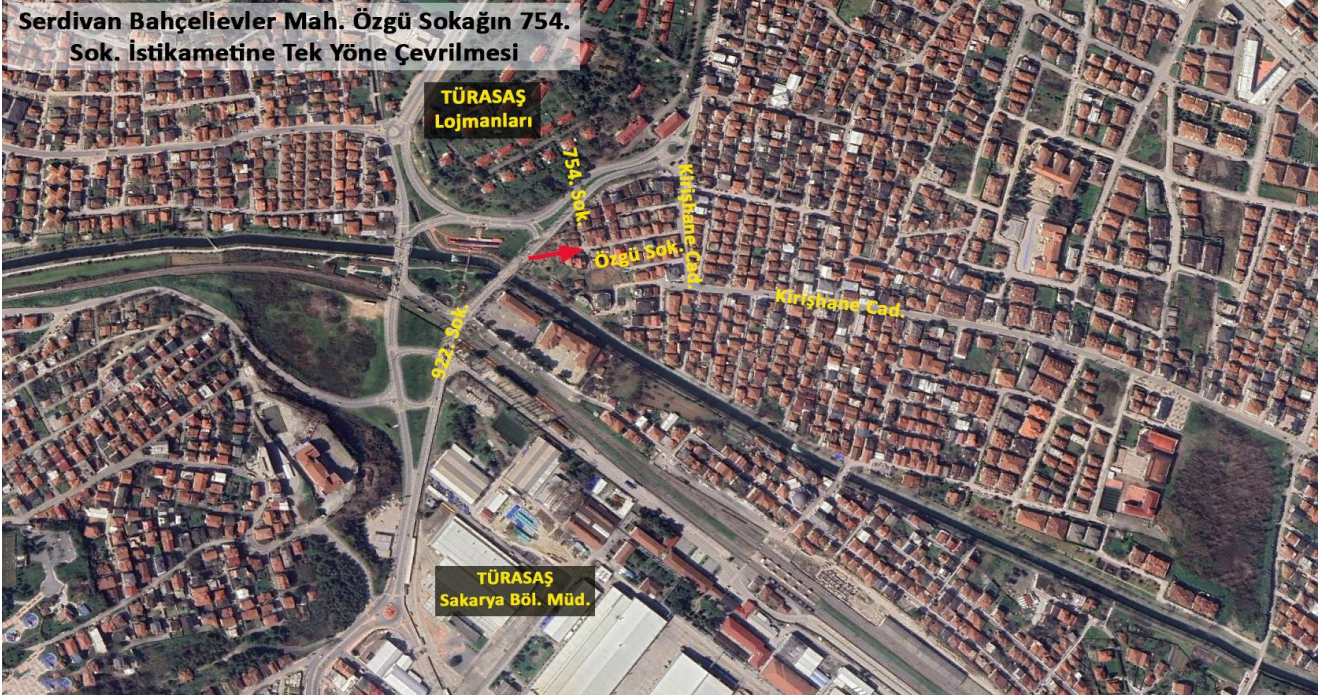 Serdivan Bahçelievler Mah. Özgü Sokağın 754.
Sok. İstikametine Tek Yöne Çevrilmesi
TÜRASAŞ
Lojmanları
754. Sok.
Kirişhane Cad.
Özgü Sok.
Kirişhane Cad.
922. Sok.
TÜRASAŞ
Sakarya Böl. Müd.